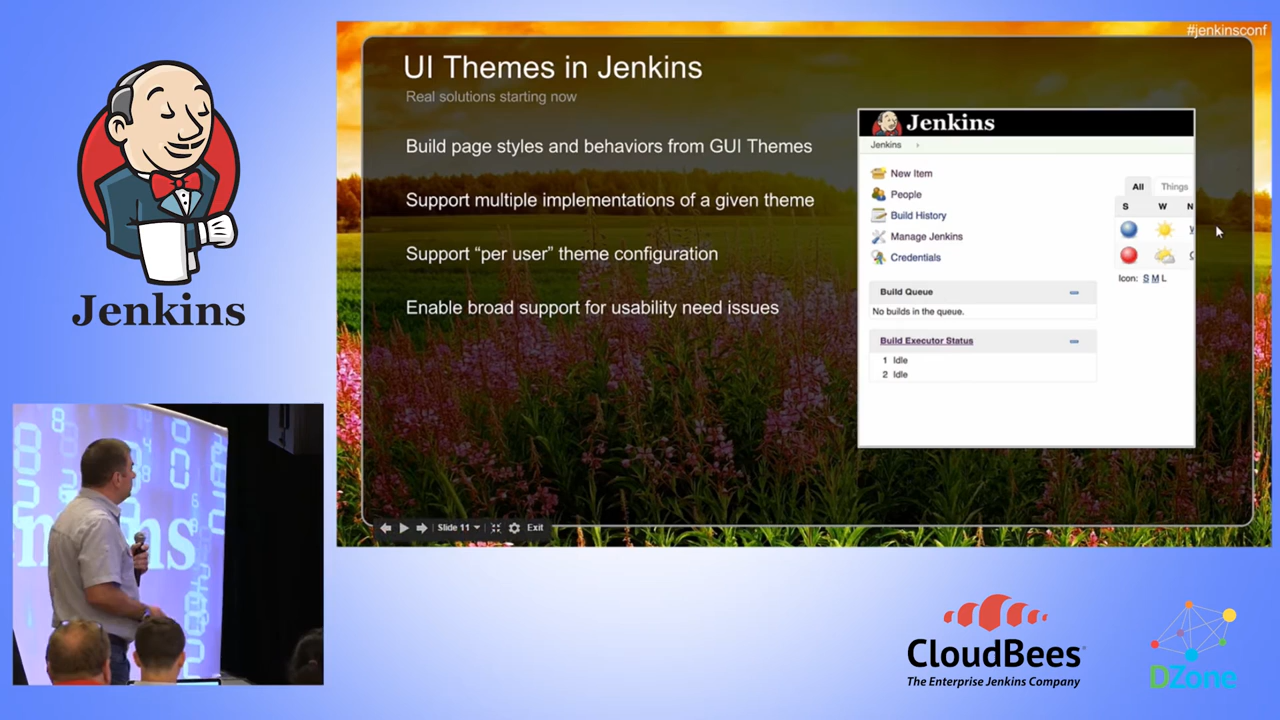 #jenkinsconf
UI Themes in Jenkins
Real solutions starting now
Build page styles and behaviors from GUI Themes
Support multiple implementations of a given theme
Support “per user” theme configuration
Enable broad support for usability need issues
Jenkins
Jenkins
New Item
People
Build History
Manage Jenkins
Credentials
All Things
S W N
Icon: S M L
Build Queue
No builds in the queue.
Build Executor Status
1 Idle
2 Idle
Slide 11
Exit
Jenkins
CloudBees
The Enterprise Jenkins Company
DZone